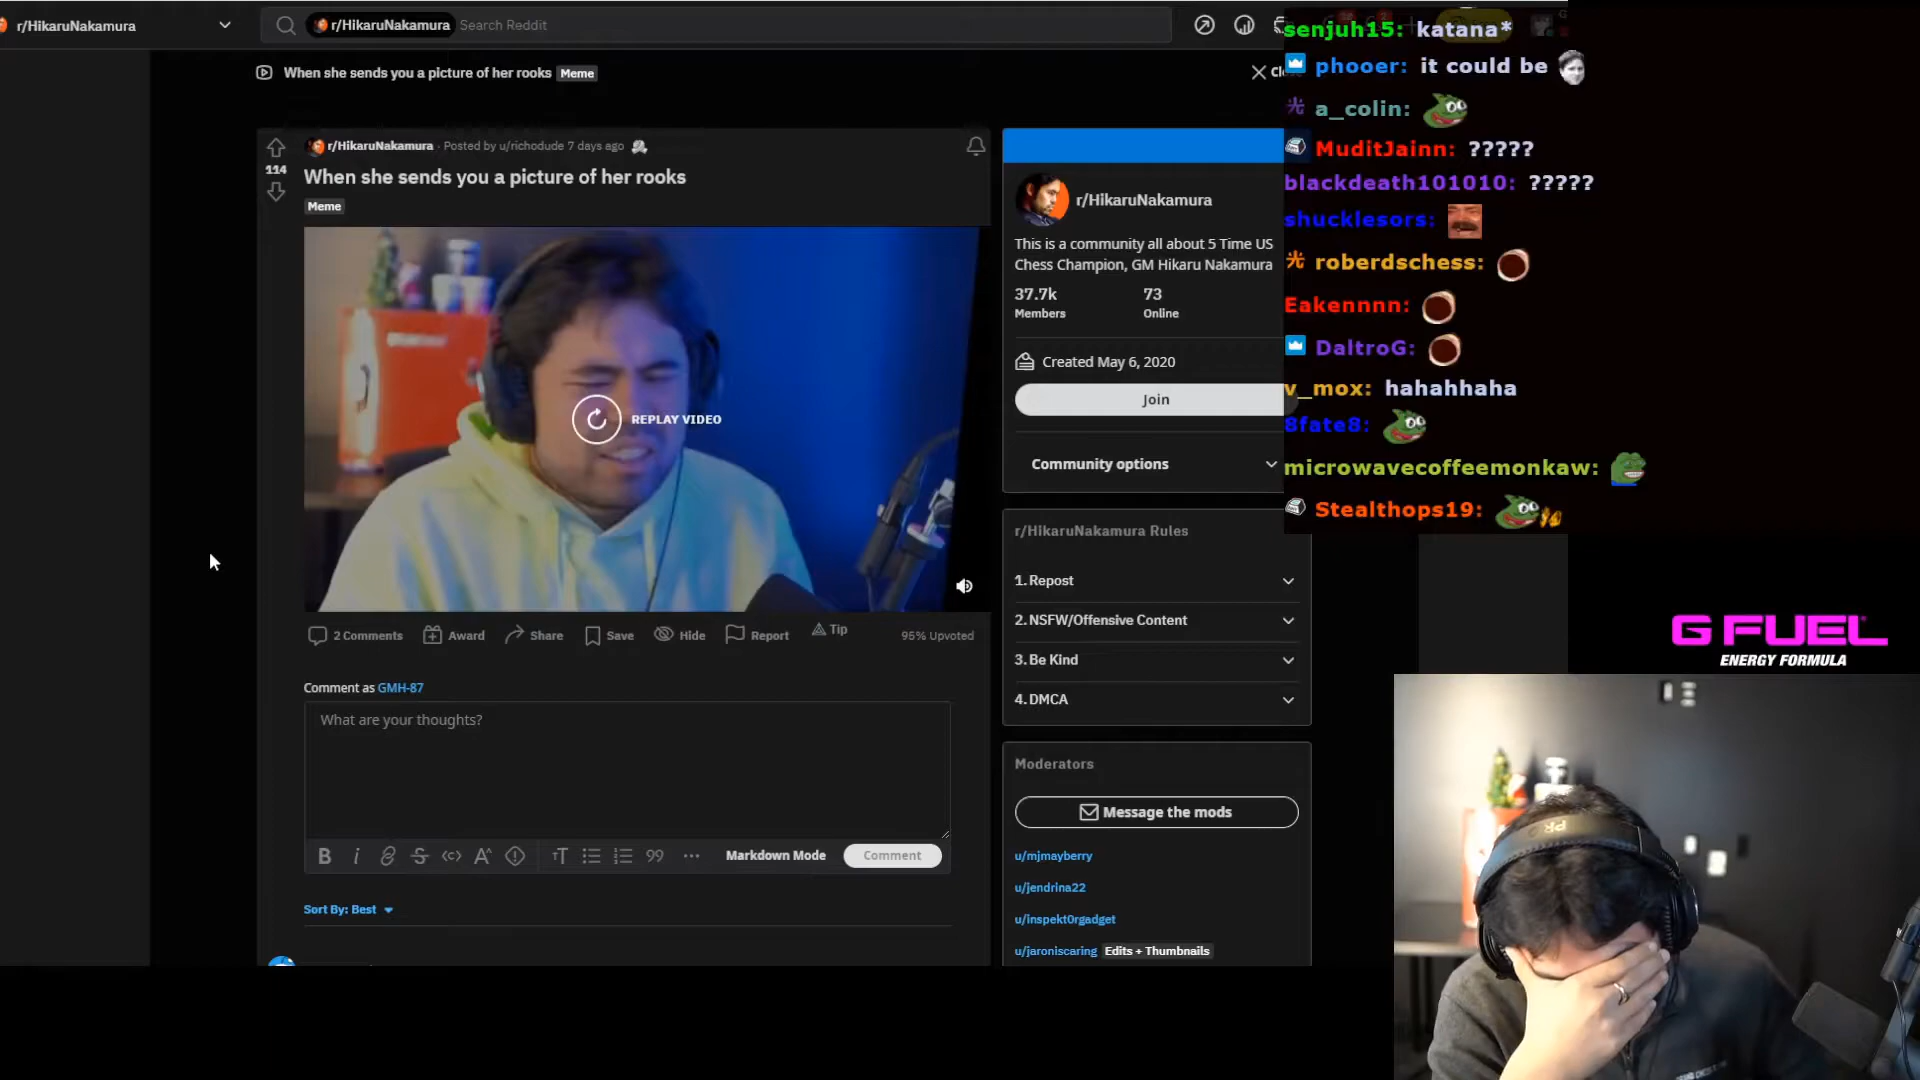 r/HikaruNakamura
r/HikaruNakamura Search Reddit
When she sends you a picture of her rooks Meme
r/HikaruNakamura · Posted by u/richodude 7 days ago
114
When she sends you a picture of her rooks
Meme
REPLAY VIDEO
2 Comments Award Share Save Hide Report Tip 95% Upvoted
Comment as GMH-87
What are your thoughts?
Markdown Mode Comment
Sort By: Best
r/HikaruNakamura
This is a community all about 5 Time US
Chess Champion, GM Hikaru Nakamura
37.7k 73
Members Online
Created May 6, 2020
Join
Community options
r/HikaruNakamura Rules
1. Repost
2. NSFW/Offensive Content
3. Be Kind
4. DMCA
Moderators
Message the mods
u/mjmayberry
u/jendrina22
u/inspekt0rgadget
u/jaroniscaring Edits + Thumbnails
senjuh15: katana*
phooer: it could be
a_colin:
MuditJainn: ?????
blackdeath101010: ?????
shucklesors:
roberdschess:
Eakennnn:
DaltroG:
v_mox: hahahhaha
8fate8:
microwavecoffeemonkaw:
Stealthops19:
G FUEL
ENERGY FORMULA